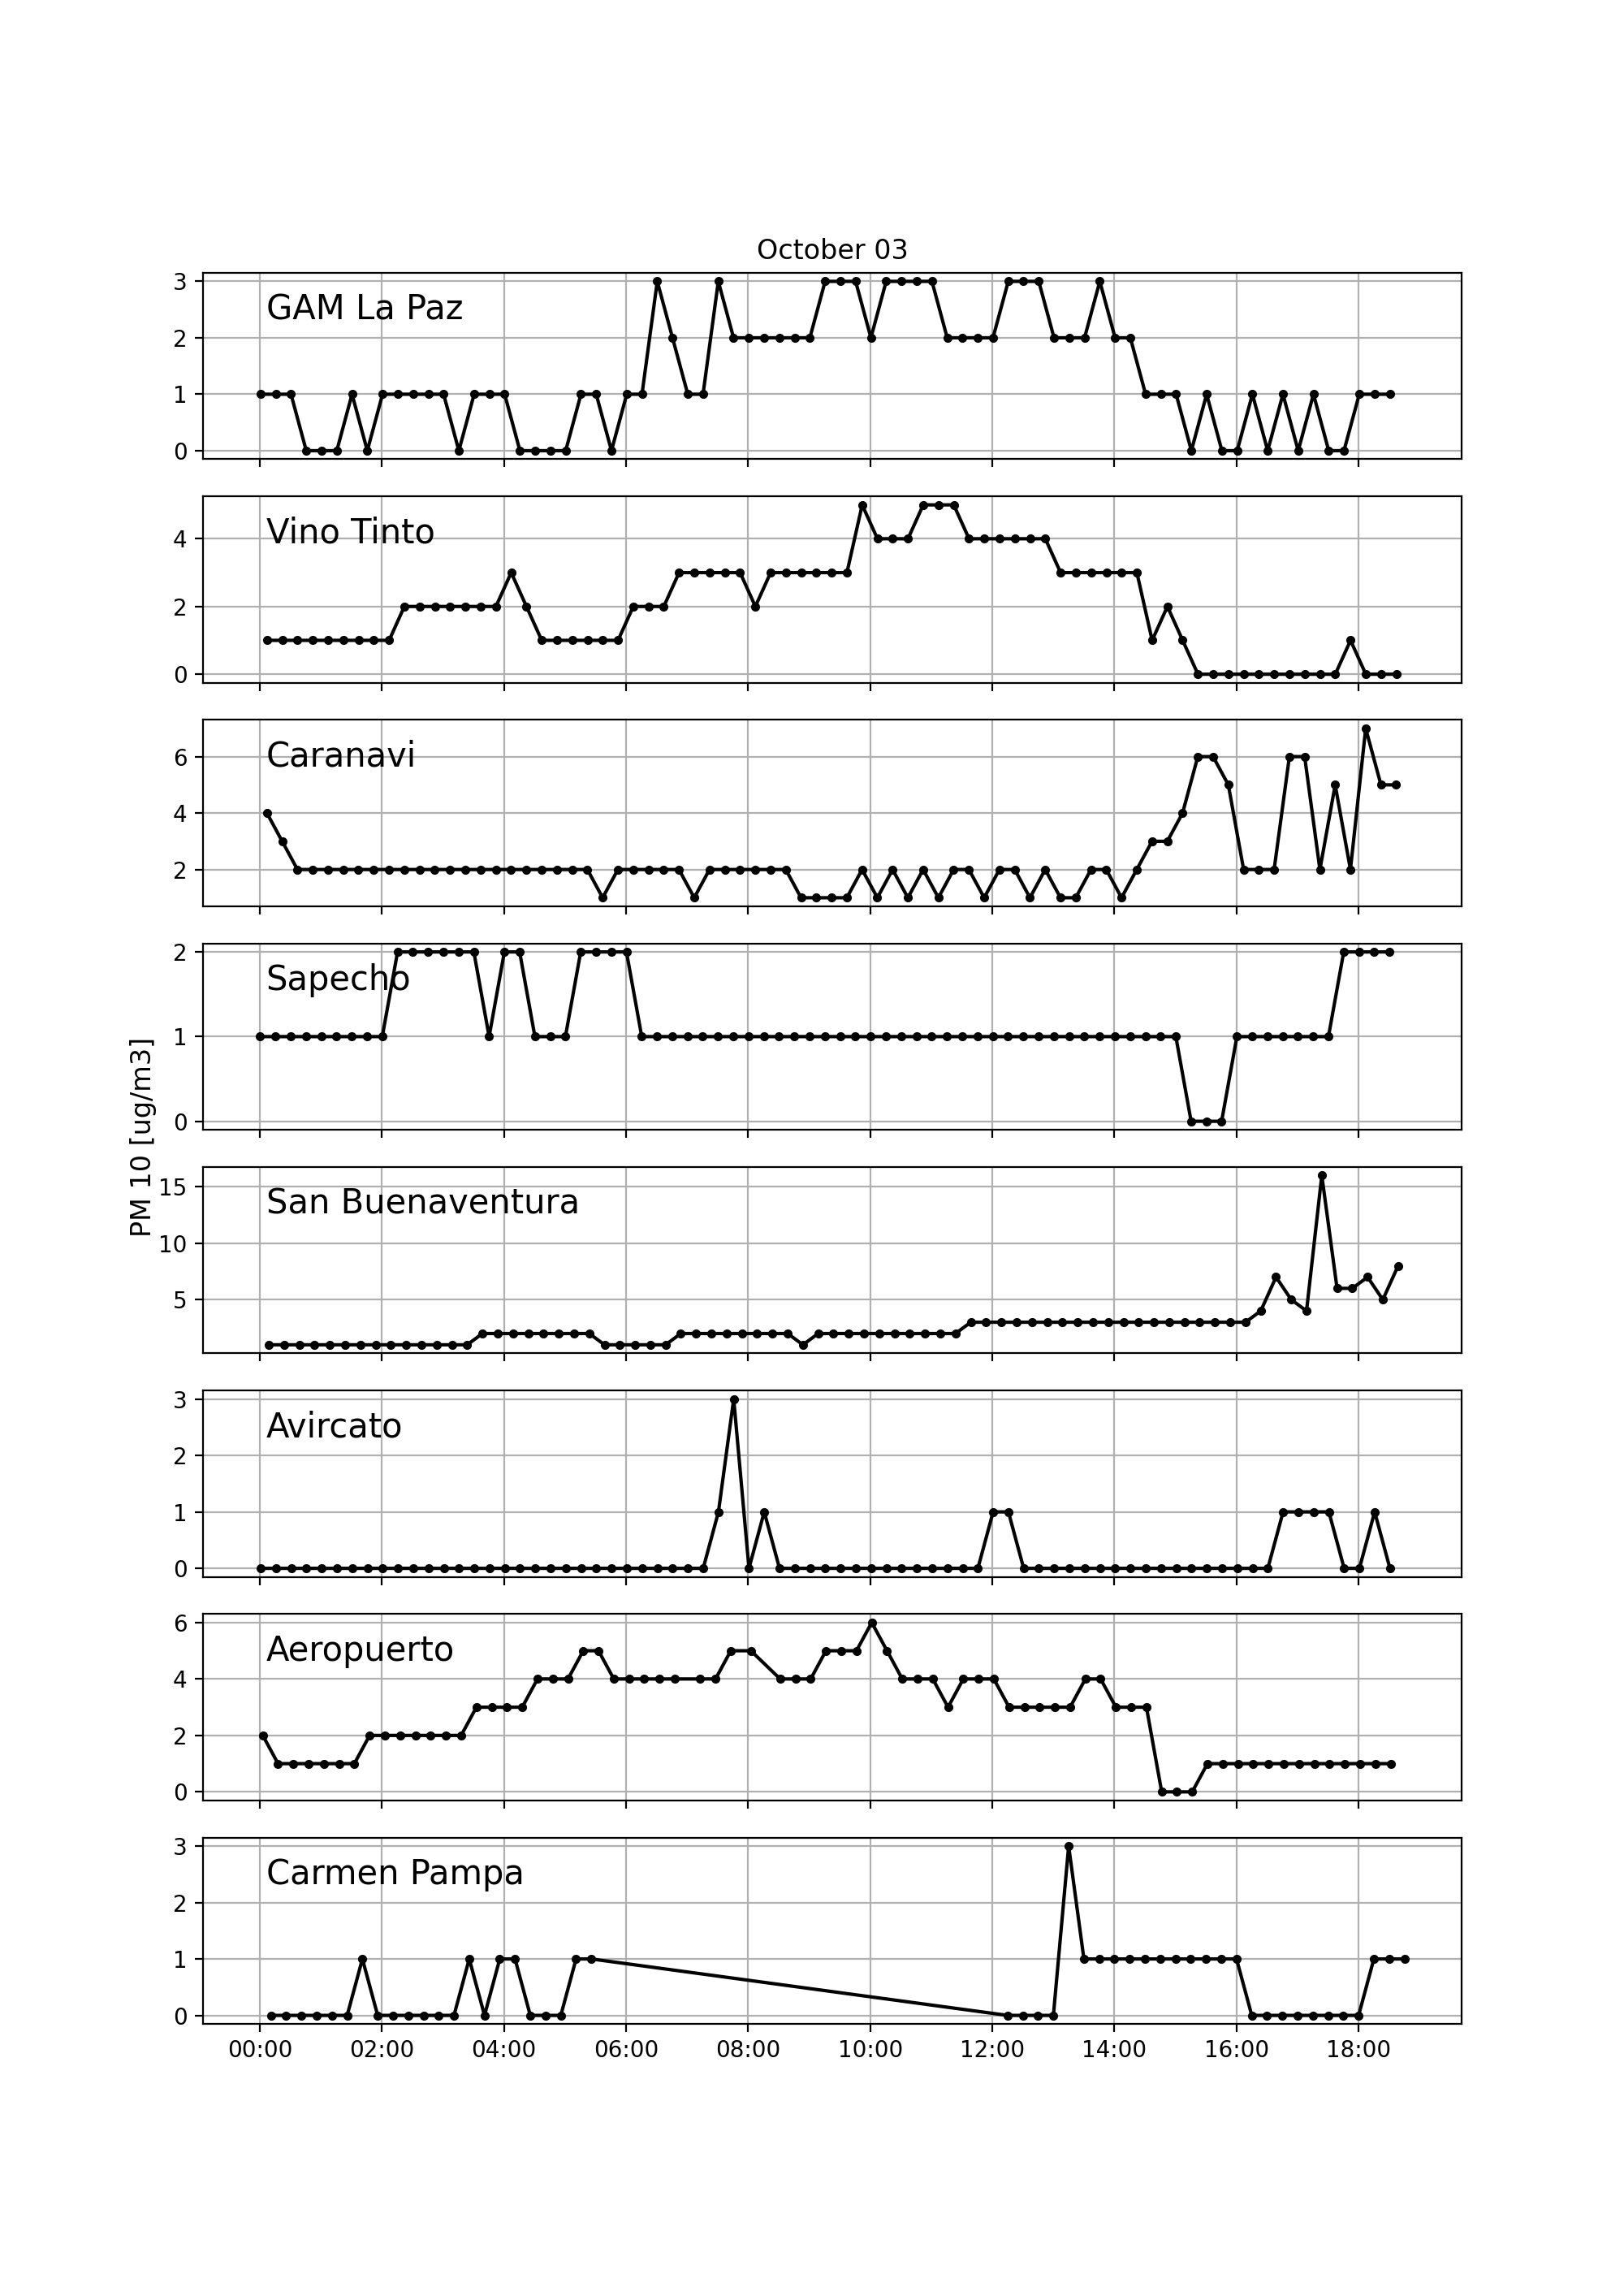 October 03
3
GAM La Paz
2
1
0
Vino Tinto
4
2
0
6
Caranavi
4
2
2
Sapecho
1
0
PM 10 [ug/m3]
15
San Buenaventura
10
5
3
Avircato
2
1
0
6
Aeropuerto
4
2
0
3
Carmen Pampa
2
1
0
00:00 02:00 04:00 06:00 08:00 10:00 12:00 14:00 16:00 18:00